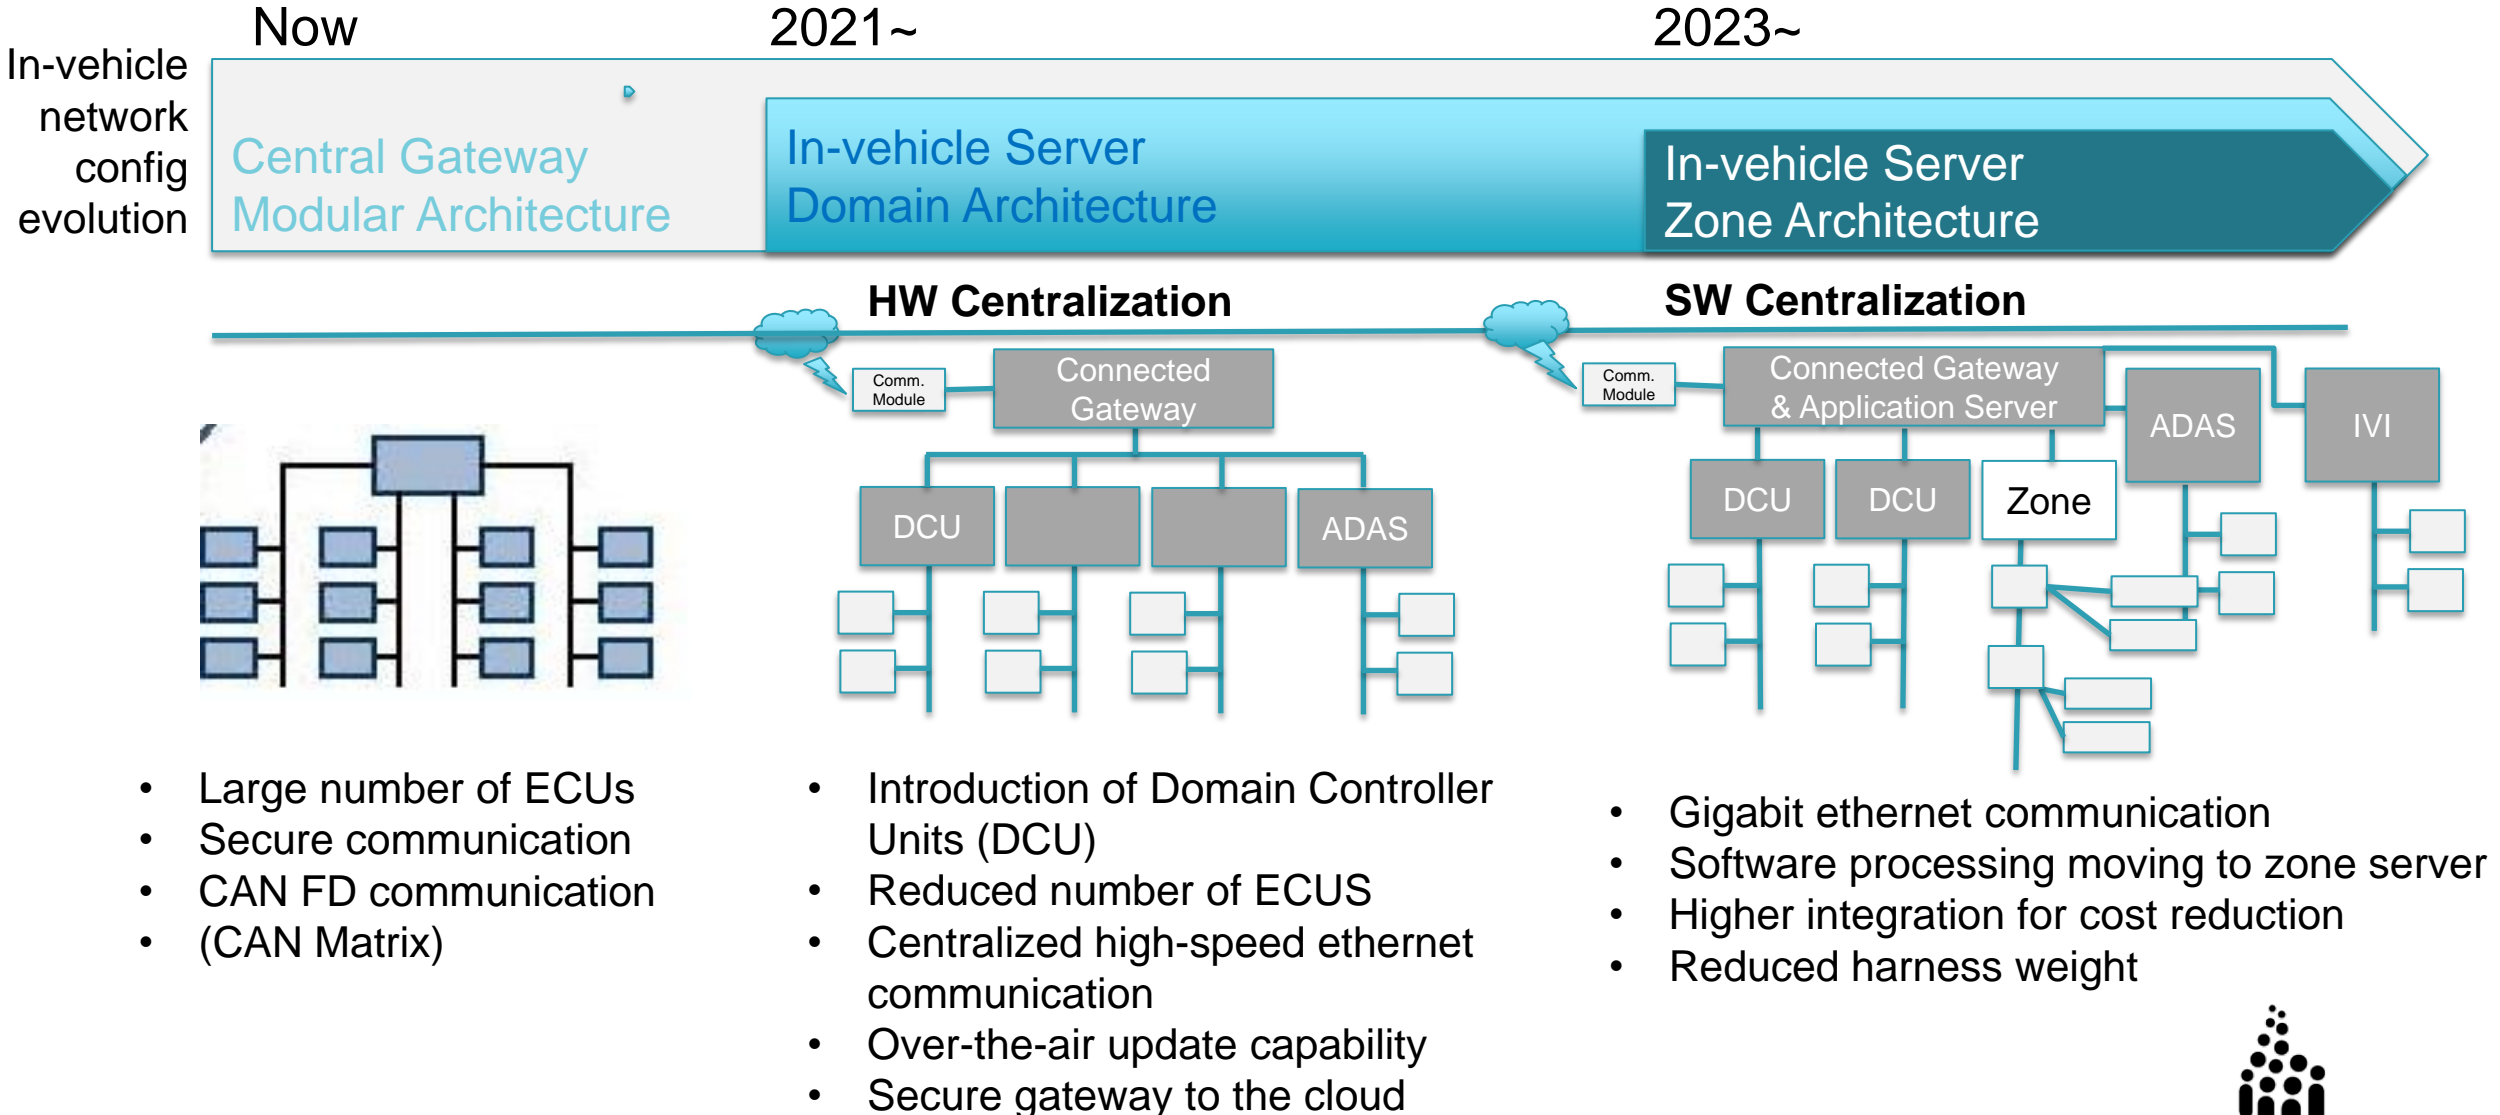 Now
2021~
2023~
In-vehicle
network
config
evolution
Central Gateway
Modular Architecture
In-vehicle Server
Domain Architecture
In-vehicle Server
Zone Architecture
HW Centralization
SW Centralization
Comm.
Module
Connected
Gateway
DCU
ADAS
Comm.
Module
Connected Gateway
& Application Server
ADAS
IVI
DCU
DCU
Zone
• Large number of ECUs
• Secure communication
• CAN FD communication
• (CAN Matrix)
• Introduction of Domain Controller
Units (DCU)
• Reduced number of ECUS
• Centralized high-speed ethernet
communication
• Over-the-air update capability
• Secure gateway to the cloud
• Gigabit ethernet communication
• Software processing moving to zone server
• Higher integration for cost reduction
• Reduced harness weight